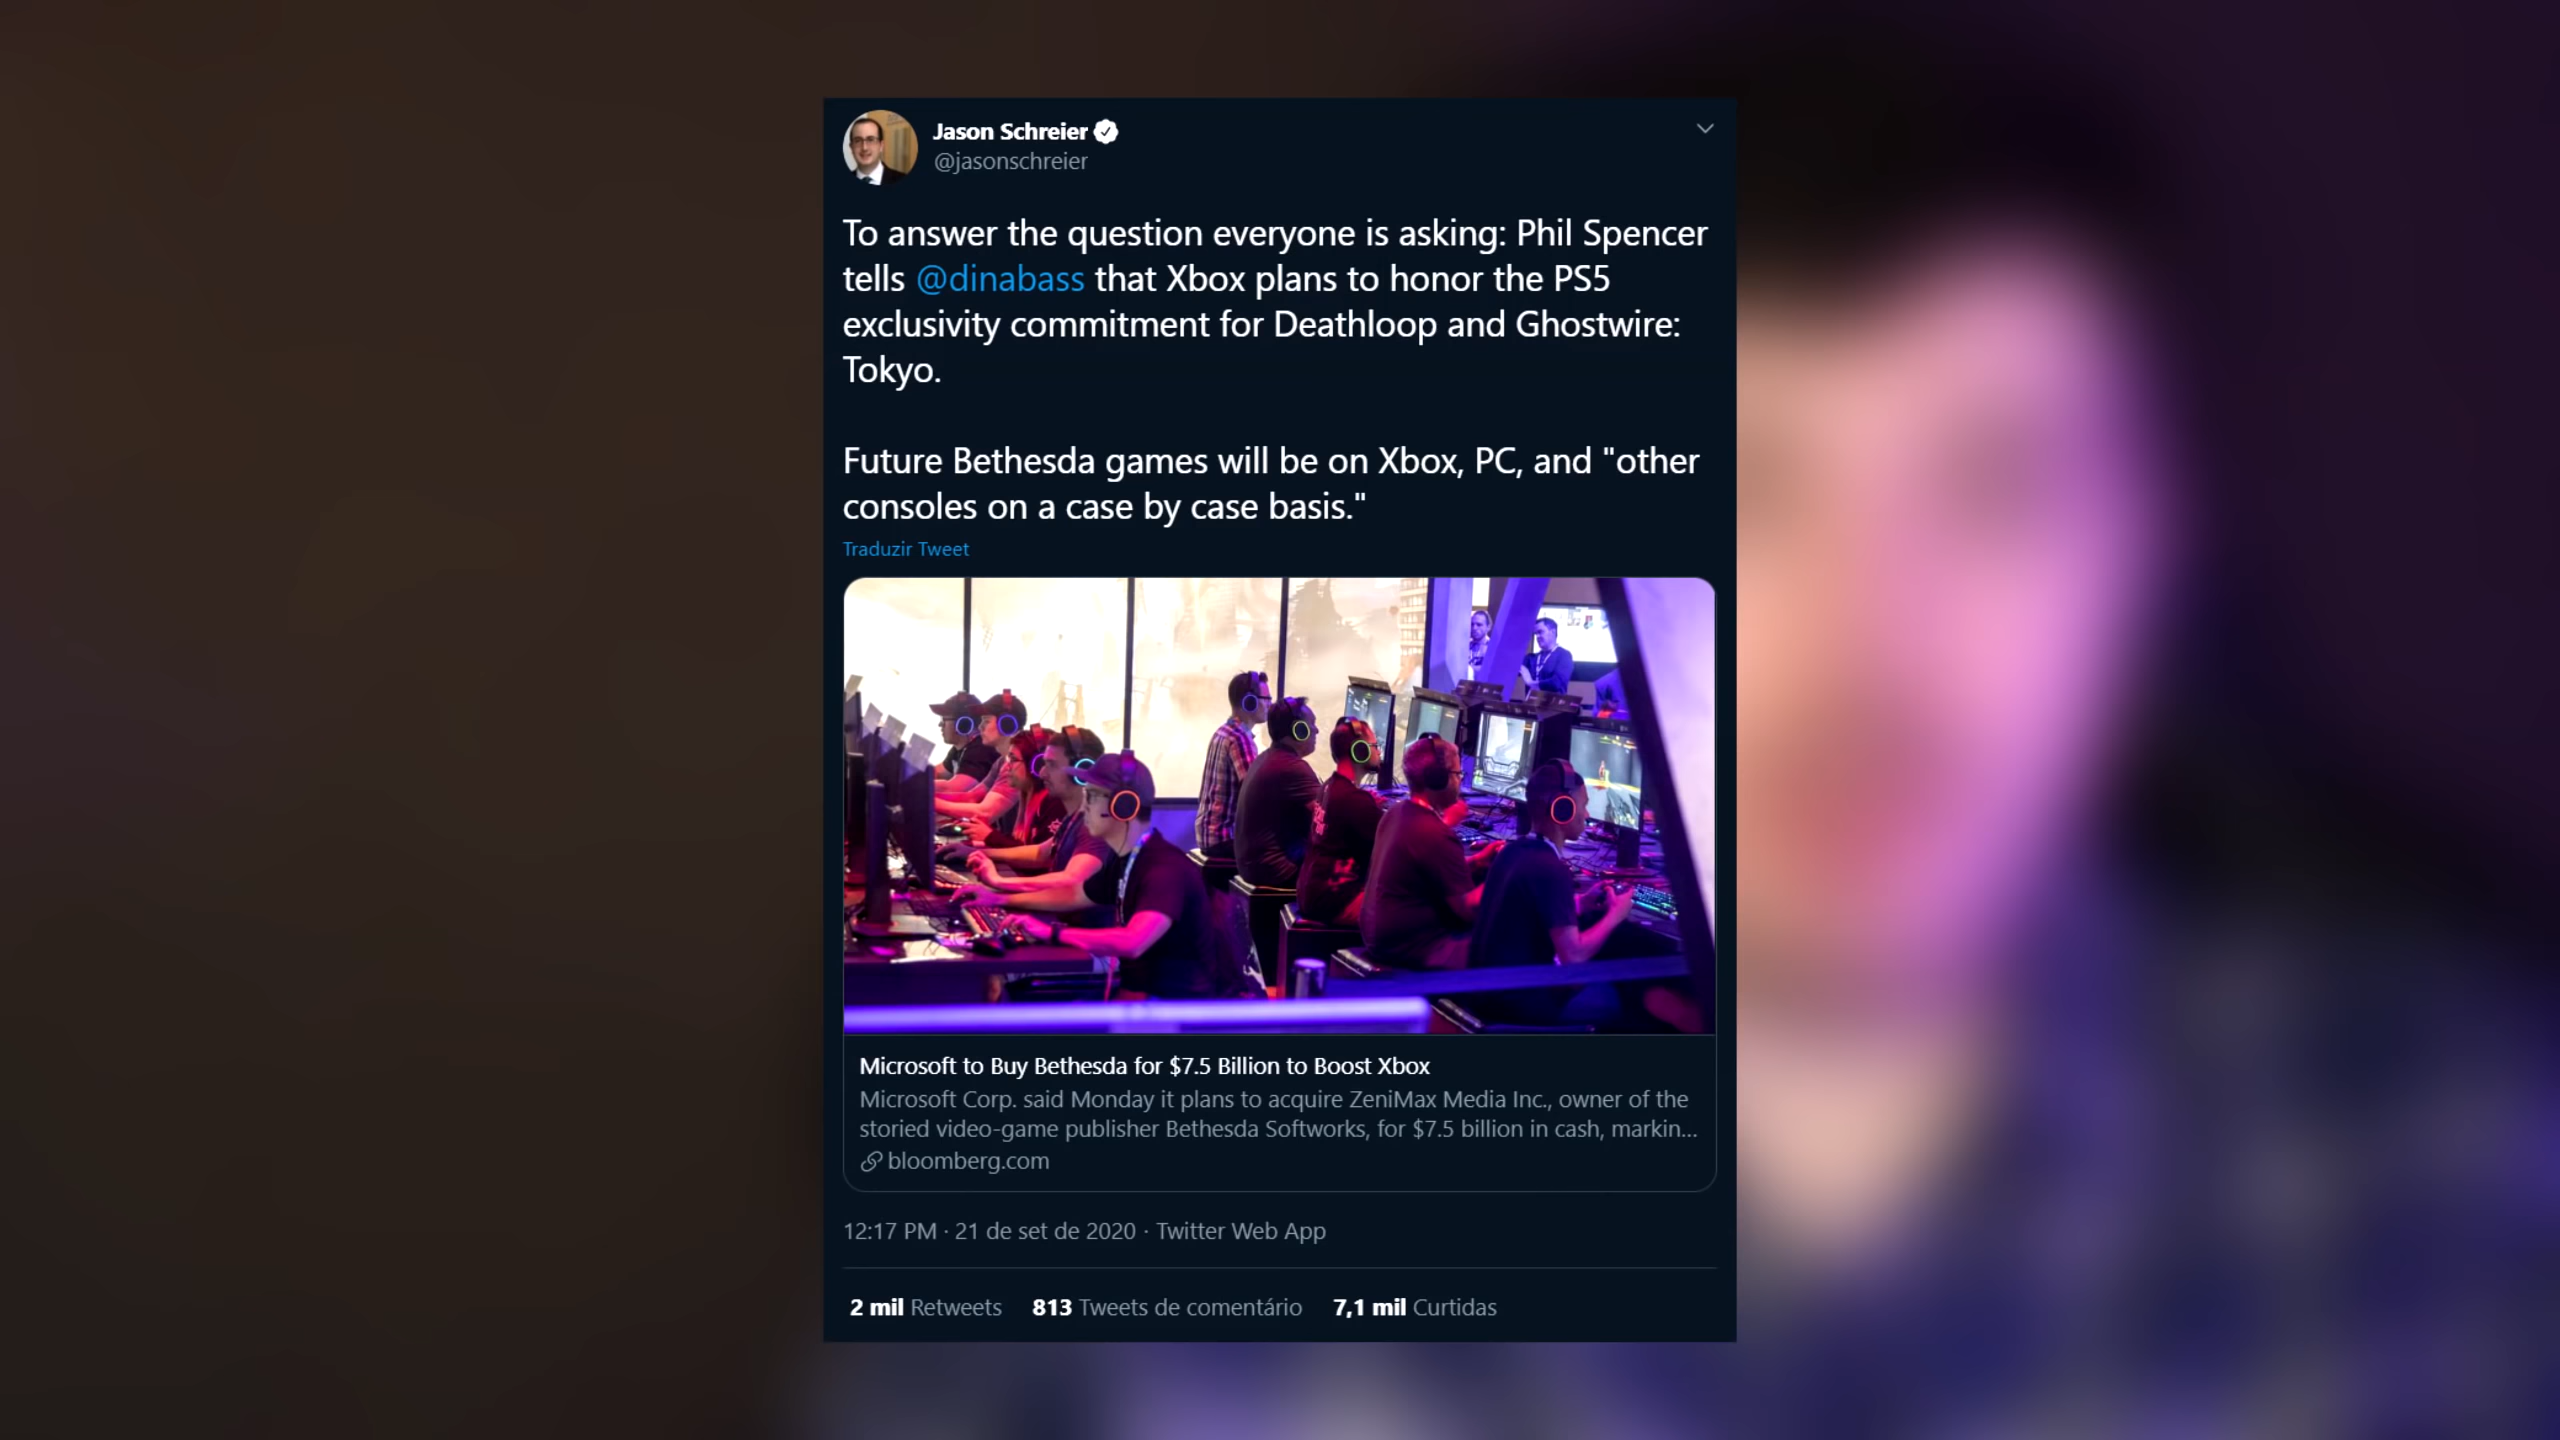 Jason Schreier
@jasonschreier
To answer the question everyone is asking: Phil Spencer
tells @dinabass that Xbox plans to honor the PS5
exclusivity commitment for Deathloop and Ghostwire:
Tokyo.
Future Bethesda games will be on Xbox, PC, and "other
consoles on a case by case basis."
Traduzir Tweet
Microsoft to Buy Bethesda for $7.5 Billion to Boost Xbox
Microsoft Corp. said Monday it plans to acquire ZeniMax Media Inc., owner of the
storied video-game publisher Bethesda Softworks, for $7.5 billion in cash, markin...
bloomberg.com
12:17 PM · 21 de set de 2020 · Twitter Web App
2 mil Retweets 813 Tweets de comentário 7,1 mil Curtidas